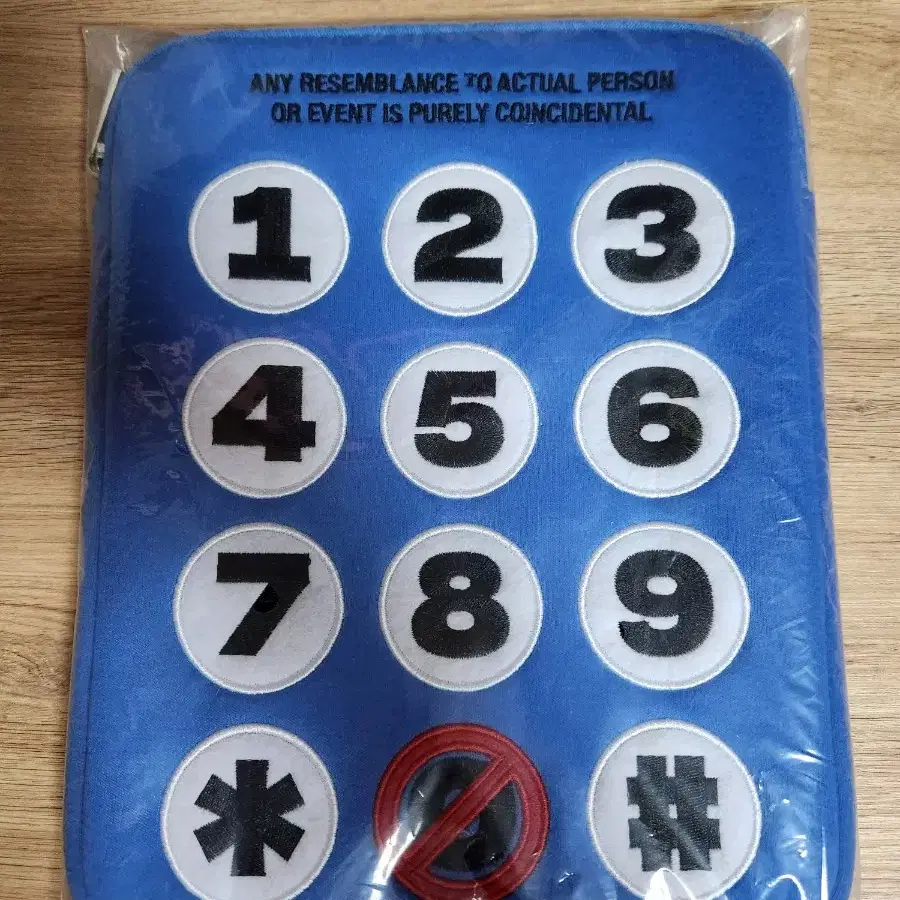 ANY RESEMBLANCE TO ACTUAL PERSON
OR EVENT IS PURELY COINCIDENTAL
1 2 3
4 5 6
7 8 9
* 0 #